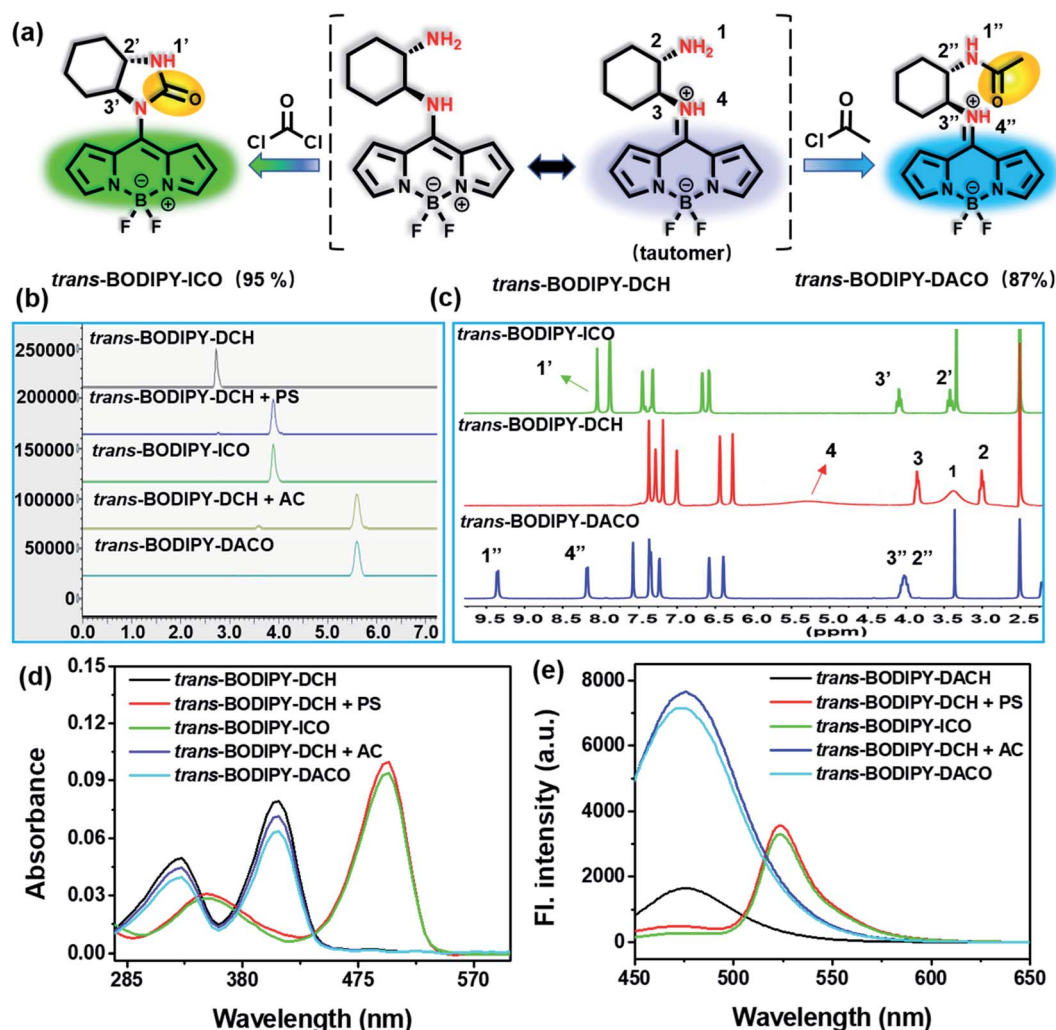 (a)
2'
1'
NH
O
3'
N
N
N
B
⊖
⊕
F
F
trans-BODIPY-ICO (95 %)
O
Cl
Cl
NH2
NH
N
N
B
⊖
⊕
F
F
2
NH2
1
⊕
NH
4
3
N
N
B
⊖
F
F
(tautomer)
trans-BODIPY-DCH
O
Cl
1''
H
N
2''
O
⊕
NH
3''
4''
N
N
B
⊖
F
F
trans-BODIPY-DACO (87%)
(b)
trans-BODIPY-DCH
250000
200000
trans-BODIPY-DCH + PS
150000
trans-BODIPY-ICO
100000
trans-BODIPY-DCH + AC
50000
trans-BODIPY-DACO
0
0.0 1.0 2.0 3.0 4.0 5.0 6.0 7.0
(c)
trans-BODIPY-ICO
1'
3'
2'
trans-BODIPY-DCH
4
3
1
2
trans-BODIPY-DACO
1''
4''
3'' 2''
9.5 9.0 8.5 8.0 7.5 7.0 6.5 6.0 5.5 5.0 4.5 4.0 3.5 3.0 2.5
(ppm)
(d)
0.15
0.12
0.09
0.06
0.03
0.00
Absorbance
trans-BODIPY-DCH
trans-BODIPY-DCH + PS
trans-BODIPY-ICO
trans-BODIPY-DCH + AC
trans-BODIPY-DACO
285 380 475 570
Wavelength (nm)
(e)
8000
6000
4000
2000
0
Fl. intensity (a.u.)
trans-BODIPY-DACH
trans-BODIPY-DCH + PS
trans-BODIPY-ICO
trans-BODIPY-DCH + AC
trans-BODIPY-DACO
450 500 550 600 650
Wavelength (nm)